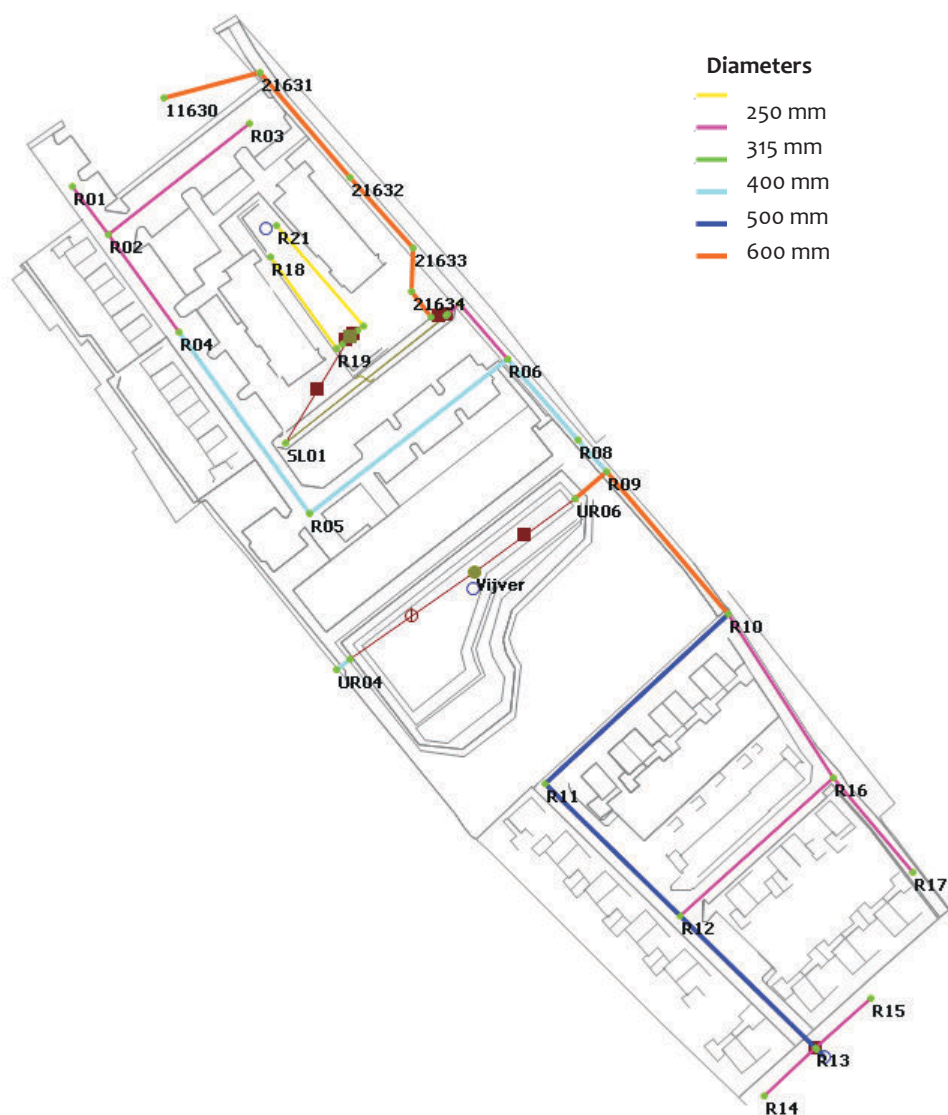 Diameters
250 mm
315 mm
400 mm
500 mm
600 mm
21631
11630
R03
21632
R01
R02
R21
21633
R18
21634
R04
R19
R06
SL01
R08
R09
UR06
R05
Vijver
R10
UR04
R16
R11
R17
R12
R15
R13
R14